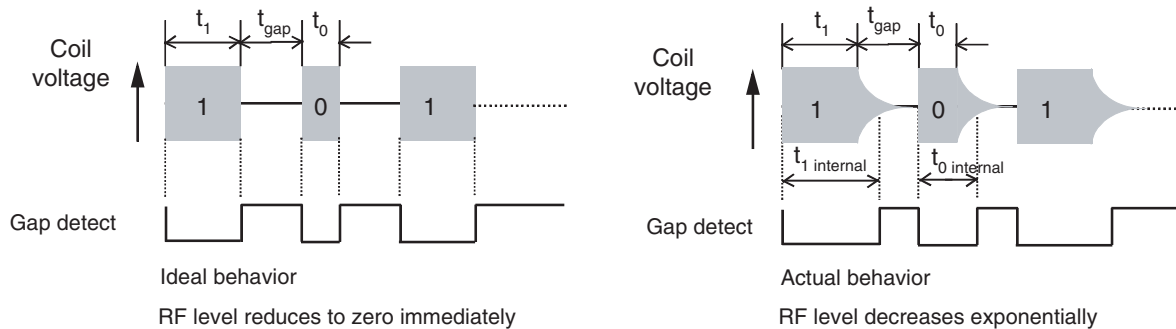 t1 tgap t0
Coil
voltage
1 0 1
Gap detect
Ideal behavior
RF level reduces to zero immediately
t1 tgap t0
Coil
voltage
1 0 1
t1 internal t0 internal
Gap detect
Actual behavior
RF level decreases exponentially